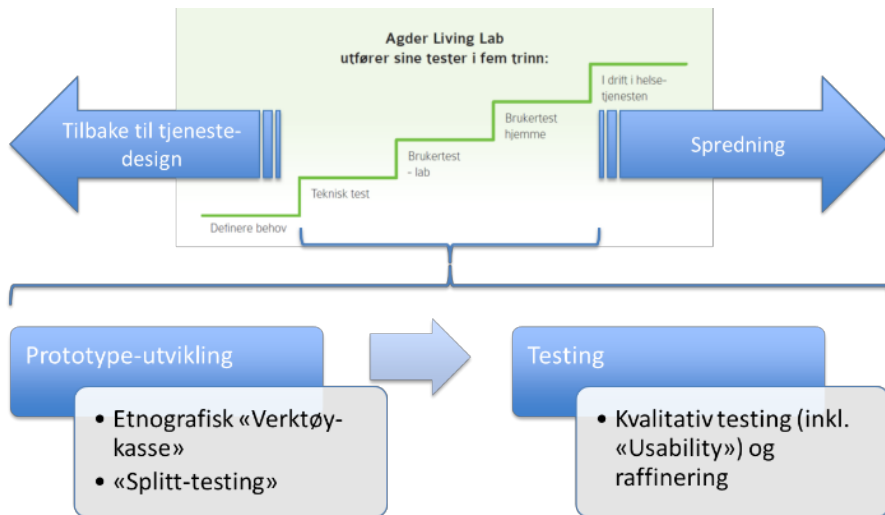 Agder Living Lab
utfører sine tester i fem trinn:
Tilbake til tjeneste-
design
Definere behov
Teknisk test
Brukertest
- lab
Brukertest
hjemme
I drift i helse-
tjenesten
Spredning
Prototype-utvikling
• Etnografisk «Verktøy-
kasse»
• «Splitt-testing»
Testing
• Kvalitativ testing (inkl.
«Usability») og
raffinering